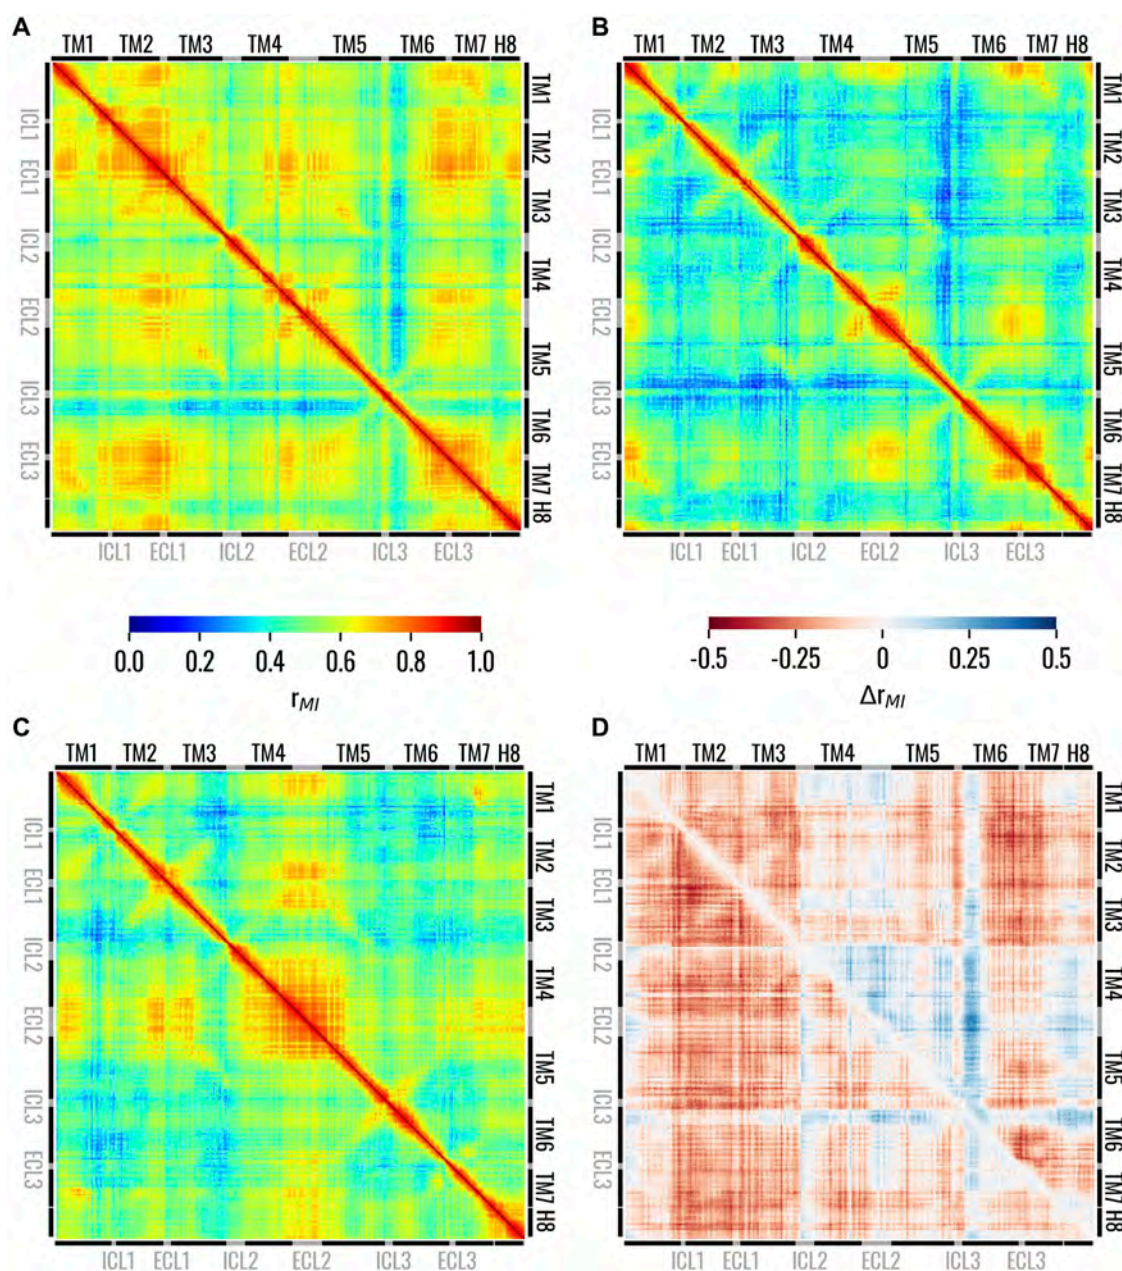 A
B
TM1 TM2 TM3 TM4 TM5 TM6 TM7
TM1 TM2 TM3 TM4 TM5 TM6 TM7 H8
ICL1 ECL1 ICL2 ECL2 ICL3 ECL3
TM1 TM2 TM3 TM4 TM5 TM6 TM7 H8
ICL1 ECL1 ICL2 ECL2 ICL3 ECL3
TM1 TM2 TM3 TM4 TM5 TM6 TM7 H8
ICL1 ECL1 ICL2 ECL2 ICL3 ECL3
ICL1 ECL1 ICL2 ECL2 ICL3 ECL3
0.0 0.2 0.4 0.6 0.8 1.0
r_MI
-0.5 -0.25 0 0.25 0.5
Δr_MI
C
D
TM1 TM2 TM3 TM4 TM5 TM6 TM7 H8
TM1 TM2 TM3 TM4 TM5 TM6 TM7 H8
ICL1 ECL1 ICL2 ECL2 ICL3 ECL3
TM1 TM2 TM3 TM4 TM5 TM6 TM7 H8
ICL1 ECL1 ICL2 ECL2 ICL3 ECL3
TM1 TM2 TM3 TM4 TM5 TM6 TM7 H8
ICL1 ECL1 ICL2 ECL2 ICL3 ECL3
ICL1 ECL1 ICL2 ECL2 ICL3 ECL3